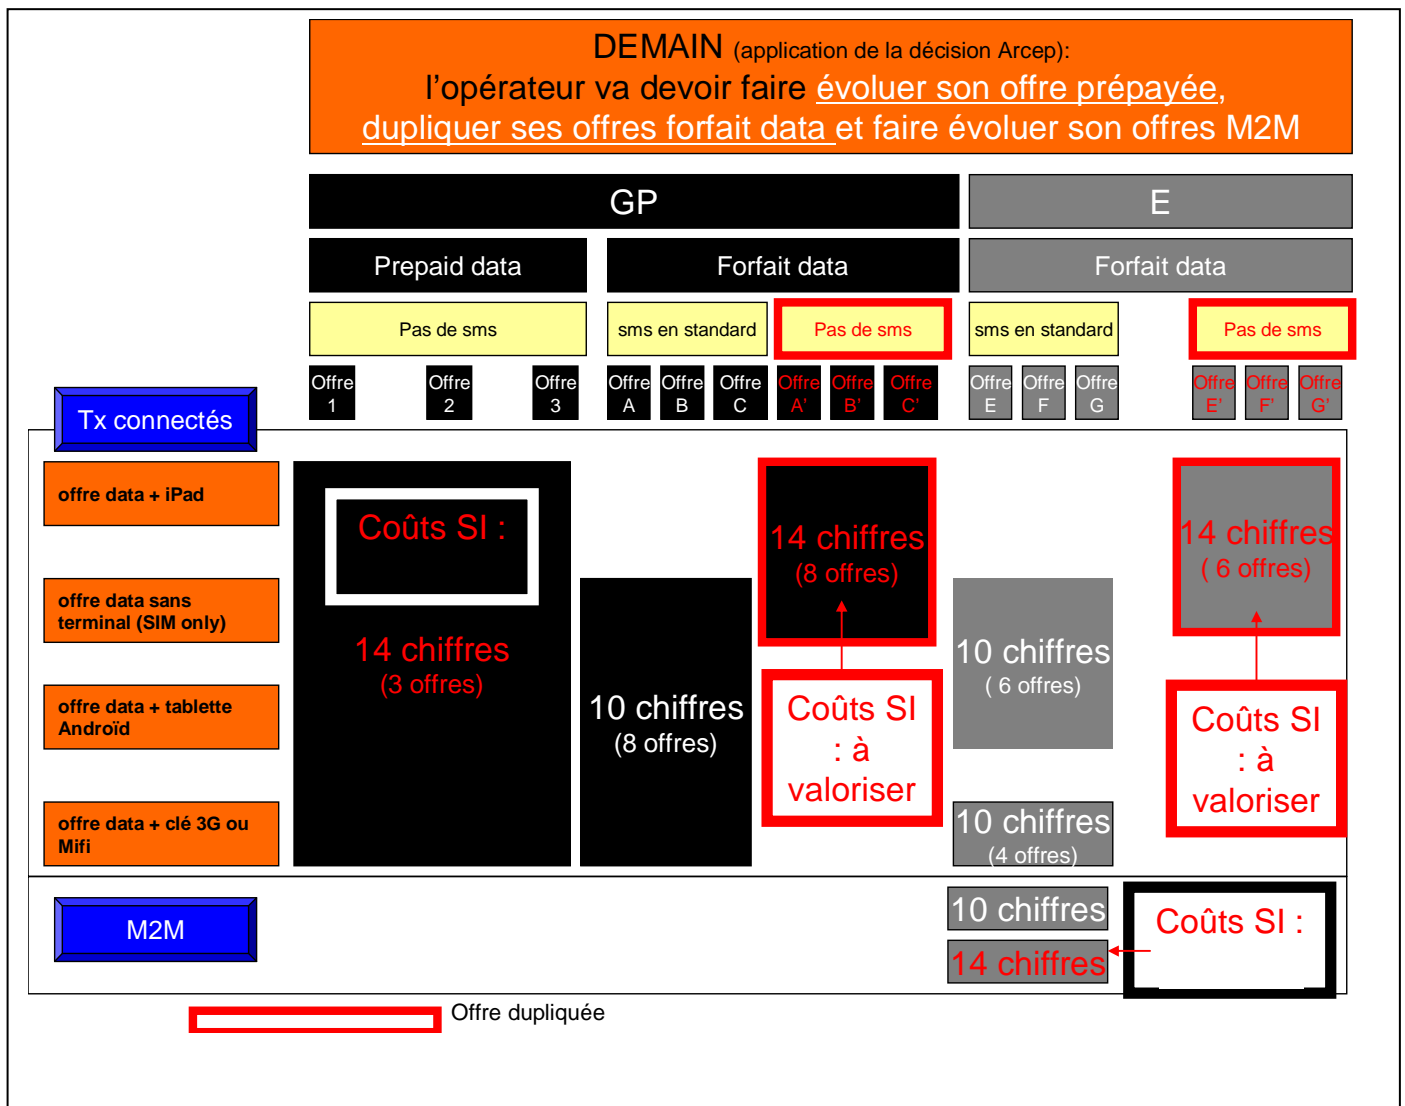 DEMAIN (application de la décision Arcep):
l’opérateur va devoir faire évoluer son offre prépayée,
dupliquer ses offres forfait data et faire évoluer son offres M2M
GP
E
Prepaid data
Forfait data
Forfait data
Pas de sms
sms en standard
Pas de sms
sms en standard
Pas de sms
Offre
1
Offre
2
Offre
3
Offre
A
Offre
B
Offre
C
Offre
A’
Offre
B’
Offre
C’
Offre
E
Offre
F
Offre
G
Offre
E’
Offre
F’
Offre
G’
Tx connectés
offre data + iPad
offre data sans
terminal (SIM only)
offre data + tablette
Androïd
offre data + clé 3G ou
Mifi
Coûts SI :
14 chiffres
(3 offres)
10 chiffres
(8 offres)
14 chiffres
(8 offres)
Coûts SI
: à
valoriser
10 chiffres
( 6 offres)
10 chiffres
(4 offres)
14 chiffres
( 6 offres)
Coûts SI
: à
valoriser
M2M
10 chiffres
14 chiffres
Coûts SI :
Offre dupliquée